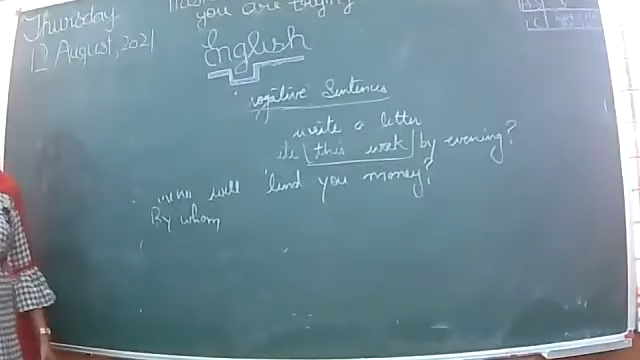 you are trying
Thursday
12 August, 2021
English
Sentences
write a letter
this work by evening?
will lend you money?
By whom